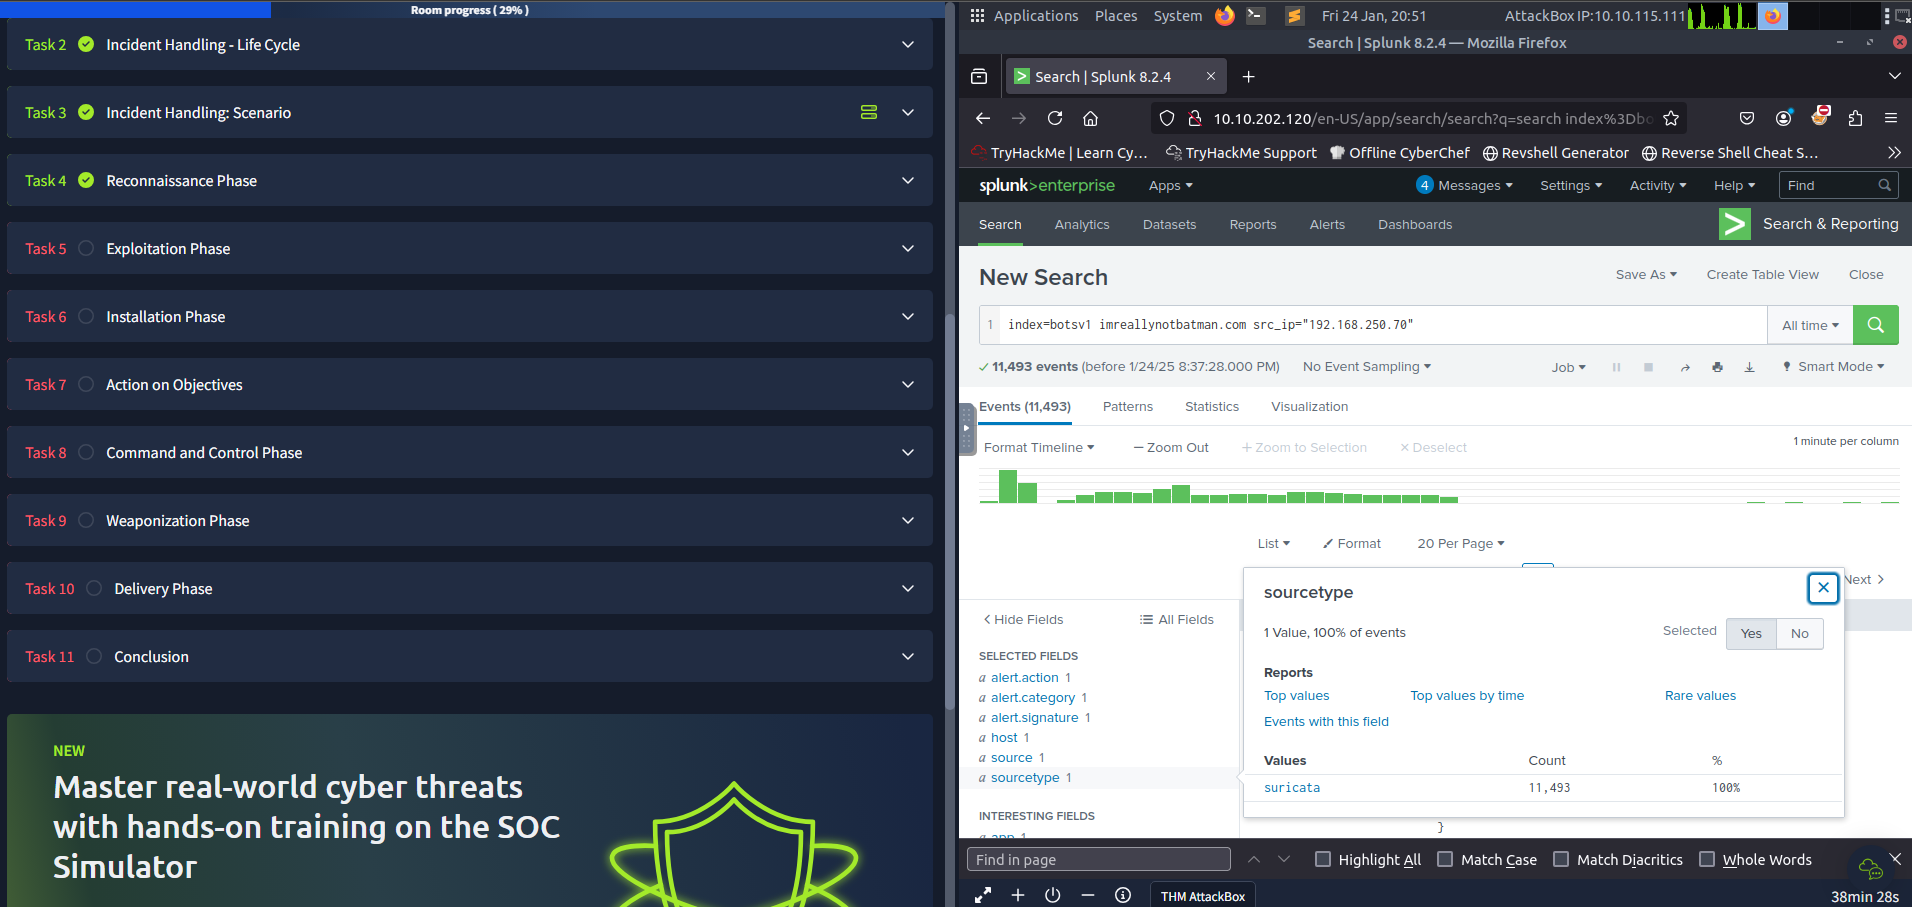 Room progress ( 29% )
Task 2 Incident Handling - Life Cycle
Task 3 Incident Handling: Scenario
Task 4 Reconnaissance Phase
Task 5 Exploitation Phase
Task 6 Installation Phase
Task 7 Action on Objectives
Task 8 Command and Control Phase
Task 9 Weaponization Phase
Task 10 Delivery Phase
Task 11 Conclusion
NEW
Master real-world cyber threats
with hands-on training on the SOC
Simulator
Applications Places System Fri 24 Jan, 20:51 AttackBox IP:10.10.115.111
Search | Splunk 8.2.4 — Mozilla Firefox
Search | Splunk 8.2.4
10.10.202.120/en-US/app/search/search?q=search index%3Dbo
TryHackMe | Learn Cy... TryHackMe Support Offline CyberChef Revshell Generator Reverse Shell Cheat S...
splunk>enterprise Apps 4 Messages Settings Activity Help Find
Search Analytics Datasets Reports Alerts Dashboards Search & Reporting
New Search Save As Create Table View Close
1 index=botsv1 imreallynotbatman.com src_ip="192.168.250.70" All time
11,493 events (before 1/24/25 8:37:28.000 PM) No Event Sampling Job Smart Mode
Events (11,493) Patterns Statistics Visualization
Format Timeline Zoom Out + Zoom to Selection × Deselect 1 minute per column
List Format 20 Per Page
Next
Hide Fields All Fields
SELECTED FIELDS
a alert.action 1
a alert.category 1
a alert.signature 1
a host 1
a source 1
a sourcetype 1
INTERESTING FIELDS
a app 1
sourcetype
1 Value, 100% of events Selected Yes No
Reports
Top values Top values by time Rare values
Events with this field
Values Count %
suricata 11,493 100%
}
Find in page Highlight All Match Case Match Diacritics Whole Words
THM AttackBox 38min 28s